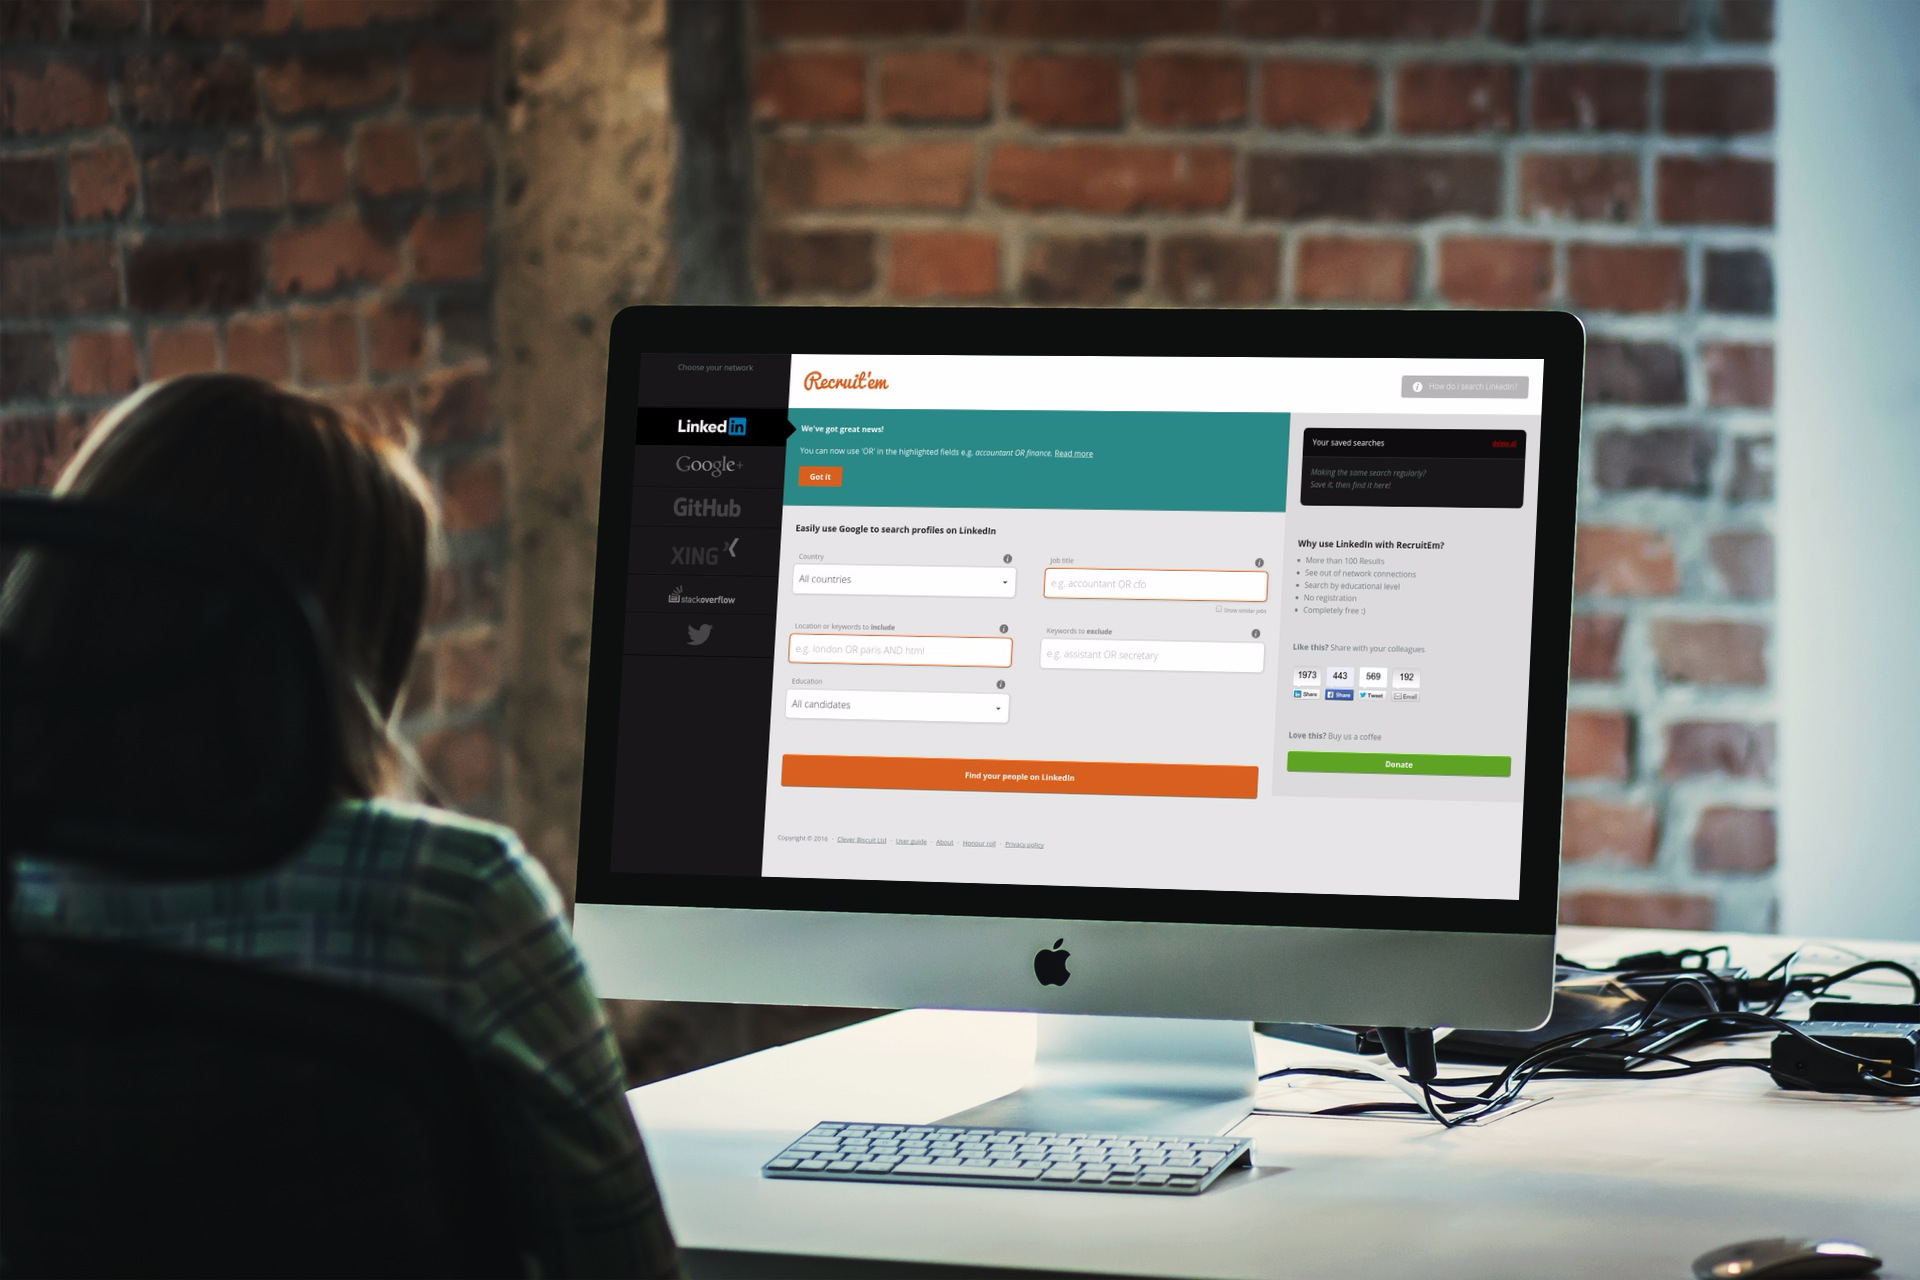 Choose your network
LinkedIn
Google+
GitHub
XING
stackoverflow
Recruit'em
How do I search LinkedIn?
We've got great news!
You can now use 'OR' in the highlighted fields e.g. accountant OR finance. Read more
Got it
Easily use Google to search profiles on LinkedIn
Country
All countries
Job title
e.g. accountant OR cfo
Show similar jobs
Location or keywords to include
e.g. london OR paris AND html
Keywords to exclude
e.g. assistant OR secretary
Education
All candidates
Find your people on LinkedIn
Copyright © 2016 · Clever Biscuit Ltd · User guide · About · Honour roll · Privacy policy
Your saved searches
delete all
Making the same search regularly?
Save it, then find it here!
Why use LinkedIn with RecruitEm?
• More than 100 Results
• See out of network connections
• Search by educational level
• No registration
• Completely free :)
Like this? Share with your colleagues
1973 443 569 192
in Share f Share Tweet Email
Love this? Buy us a coffee
Donate